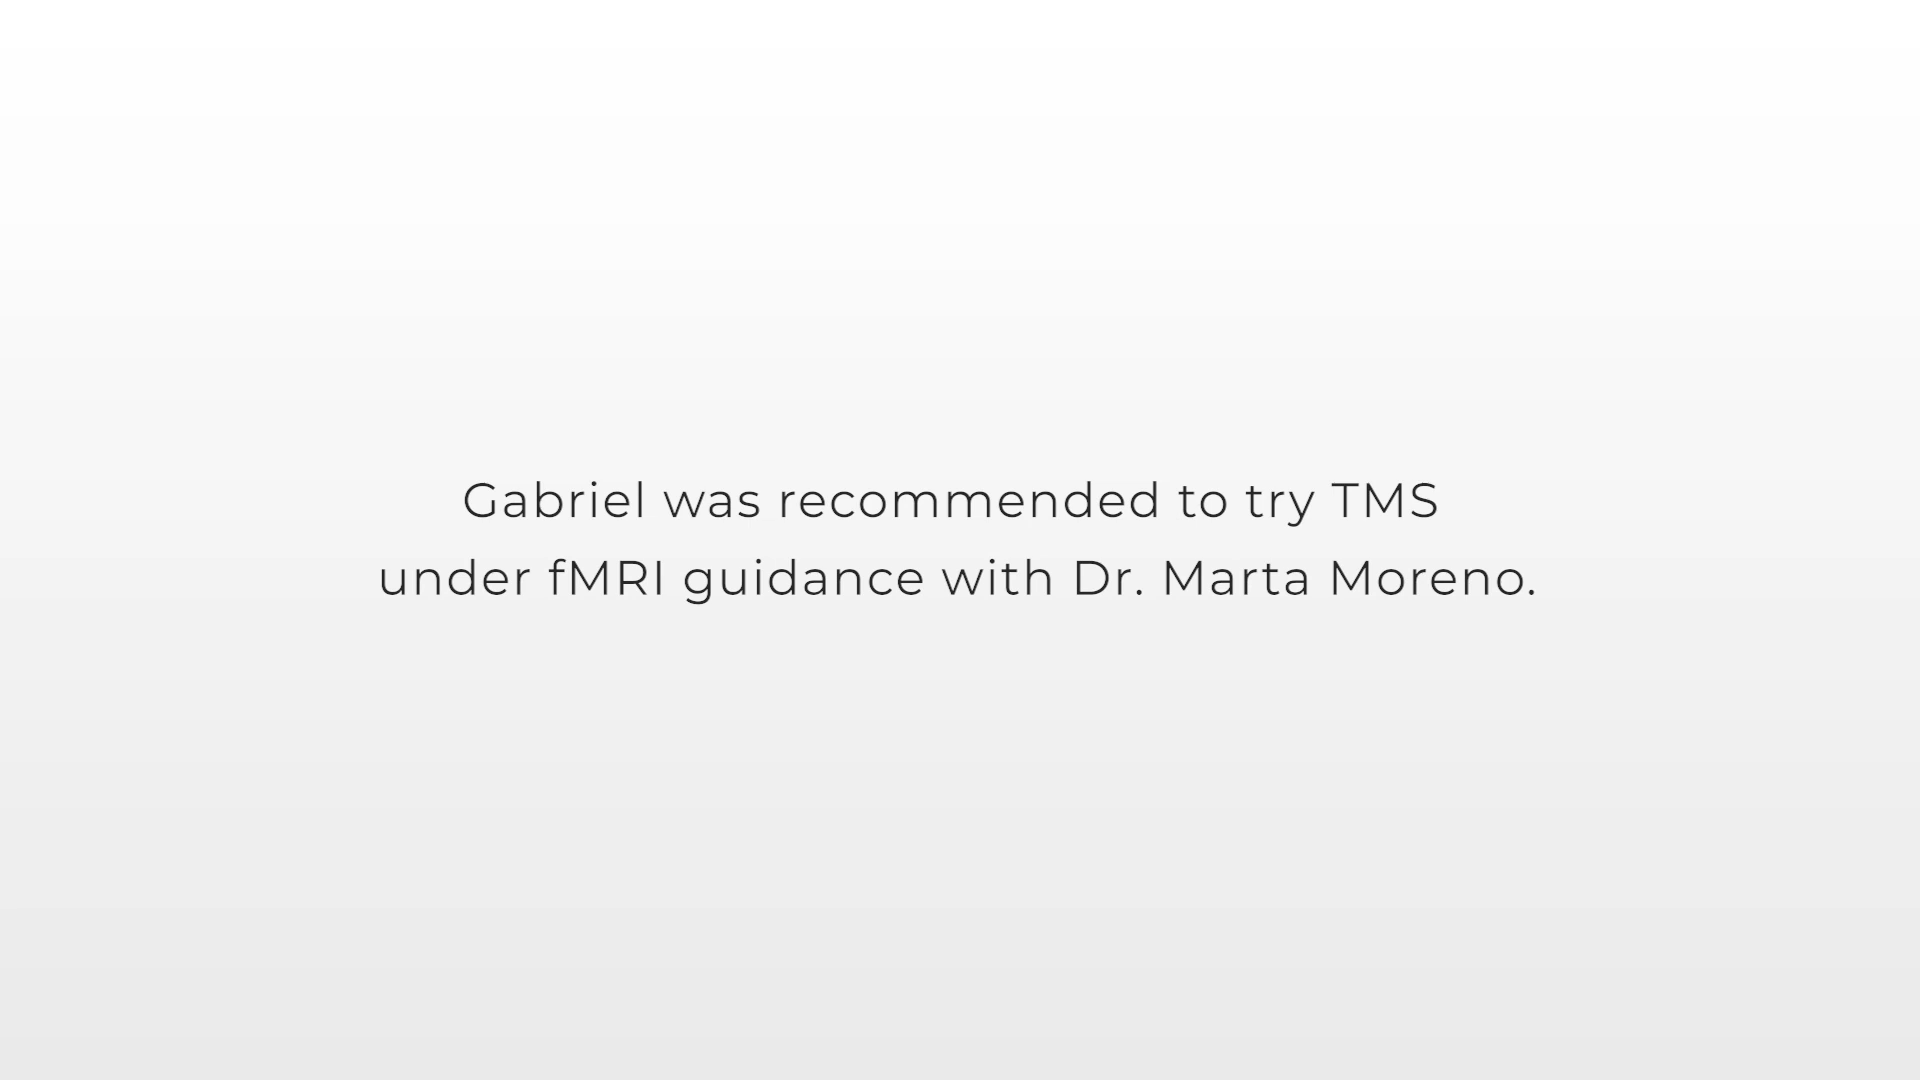 Gabriel was recommended to try TMS
under fMRI guidance with Dr. Marta Moreno.